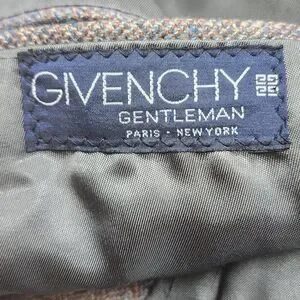 GIVENCHY
GENTLEMAN
PARIS - NEW YORK